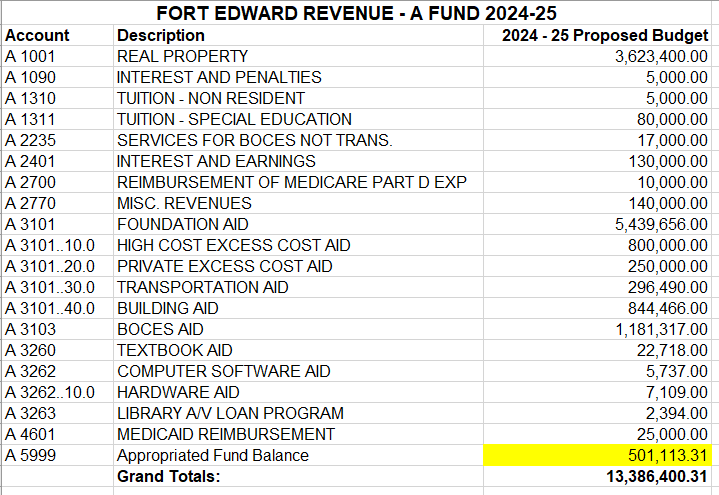 FORT EDWARD REVENUE - A FUND 2024-25
Account Description 2024 - 25 Proposed Budget
A 1001 REAL PROPERTY 3,623,400.00
A 1090 INTEREST AND PENALTIES 5,000.00
A 1310 TUITION - NON RESIDENT 5,000.00
A 1311 TUITION - SPECIAL EDUCATION 80,000.00
A 2235 SERVICES FOR BOCES NOT TRANS. 17,000.00
A 2401 INTEREST AND EARNINGS 130,000.00
A 2700 REIMBURSEMENT OF MEDICARE PART D EXP 10,000.00
A 2770 MISC. REVENUES 140,000.00
A 3101 FOUNDATION AID 5,439,656.00
A 3101..10.0 HIGH COST EXCESS COST AID 800,000.00
A 3101..20.0 PRIVATE EXCESS COST AID 250,000.00
A 3101..30.0 TRANSPORTATION AID 296,490.00
A 3101..40.0 BUILDING AID 844,466.00
A 3103 BOCES AID 1,181,317.00
A 3260 TEXTBOOK AID 22,718.00
A 3262 COMPUTER SOFTWARE AID 5,737.00
A 3262..10.0 HARDWARE AID 7,109.00
A 3263 LIBRARY A/V LOAN PROGRAM 2,394.00
A 4601 MEDICAID REIMBURSEMENT 25,000.00
A 5999 Appropriated Fund Balance 501,113.31
Grand Totals: 13,386,400.31